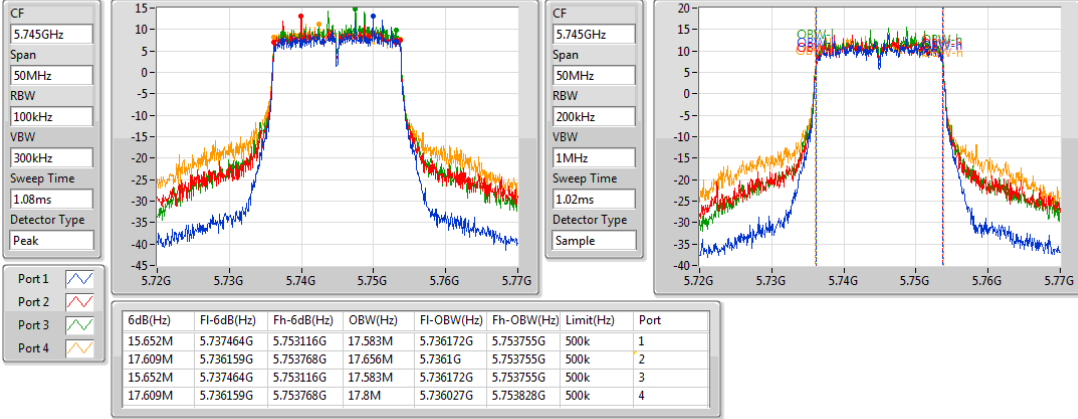 CF
5.745GHz
Span
50MHz
RBW
100kHz
VBW
300kHz
Sweep Time
1.08ms
Detector Type
Peak
15
10
5
0
-5
-10
-15
-20
-25
-30
-35
-40
-45
5.72G 5.73G 5.74G 5.75G 5.76G 5.77G
CF
5.745GHz
Span
50MHz
RBW
200kHz
VBW
1MHz
Sweep Time
1.02ms
Detector Type
Sample
20
15
10
5
0
-5
-10
-15
-20
-25
-30
-35
-40
OBW-l OBW-h
5.72G 5.73G 5.74G 5.75G 5.76G 5.77G
Port 1
Port 2
Port 3
Port 4
6dB(Hz) Fl-6dB(Hz) Fh-6dB(Hz) OBW(Hz) Fl-OBW(Hz) Fh-OBW(Hz) Limit(Hz) Port
15.652M 5.737464G 5.753116G 17.583M 5.736172G 5.753755G 500k 1
17.609M 5.736159G 5.753768G 17.656M 5.7361G 5.753755G 500k 2
15.652M 5.737464G 5.753116G 17.583M 5.736172G 5.753755G 500k 3
17.609M 5.736159G 5.753768G 17.8M 5.736027G 5.753828G 500k 4